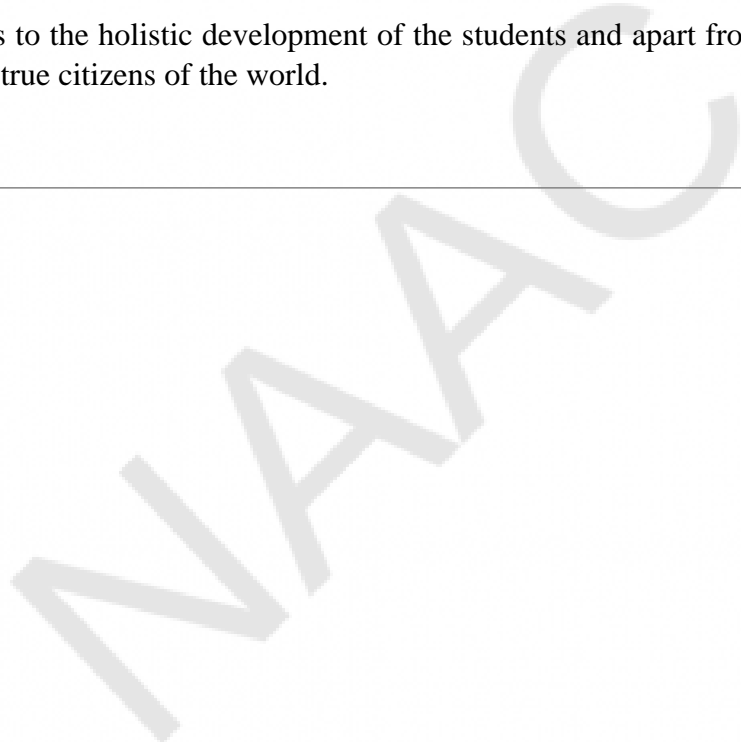 s to the holistic development of the students and apart fro
true citizens of the world.
NAAC